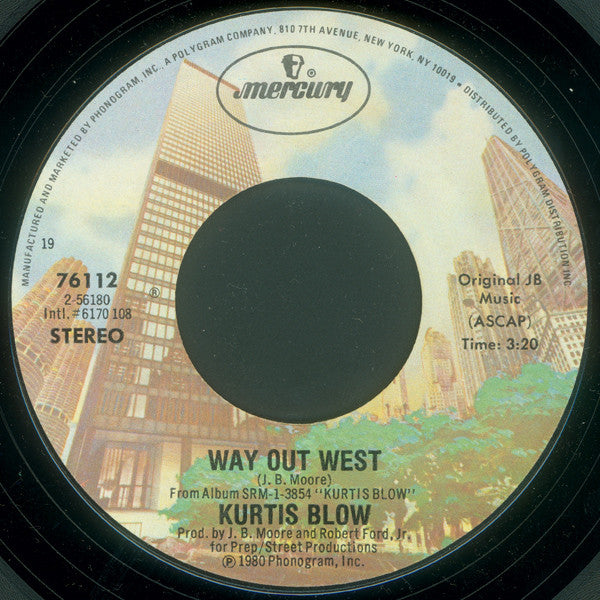 MANUFACTURED AND MARKETED BY PHONOGRAM, INC., A POLYGRAM COMPANY, 810 7TH AVENUE, NEW YORK, NY 10019 • DISTRIBUTED BY POLYGRAM DISTRIBUTION INC
®
mercury
19
76112
2-56180
Intl. #6170 108
®
STEREO
Original JB
Music
(ASCAP)
Time: 3:20
WAY OUT WEST
(J. B. Moore)
From Album SRM-1-3854 "KURTIS BLOW"
KURTIS BLOW
Prod. by J. B. Moore and Robert Ford, Jr.
for Prep/Street Productions
Ⓟ 1980 Phonogram, Inc.